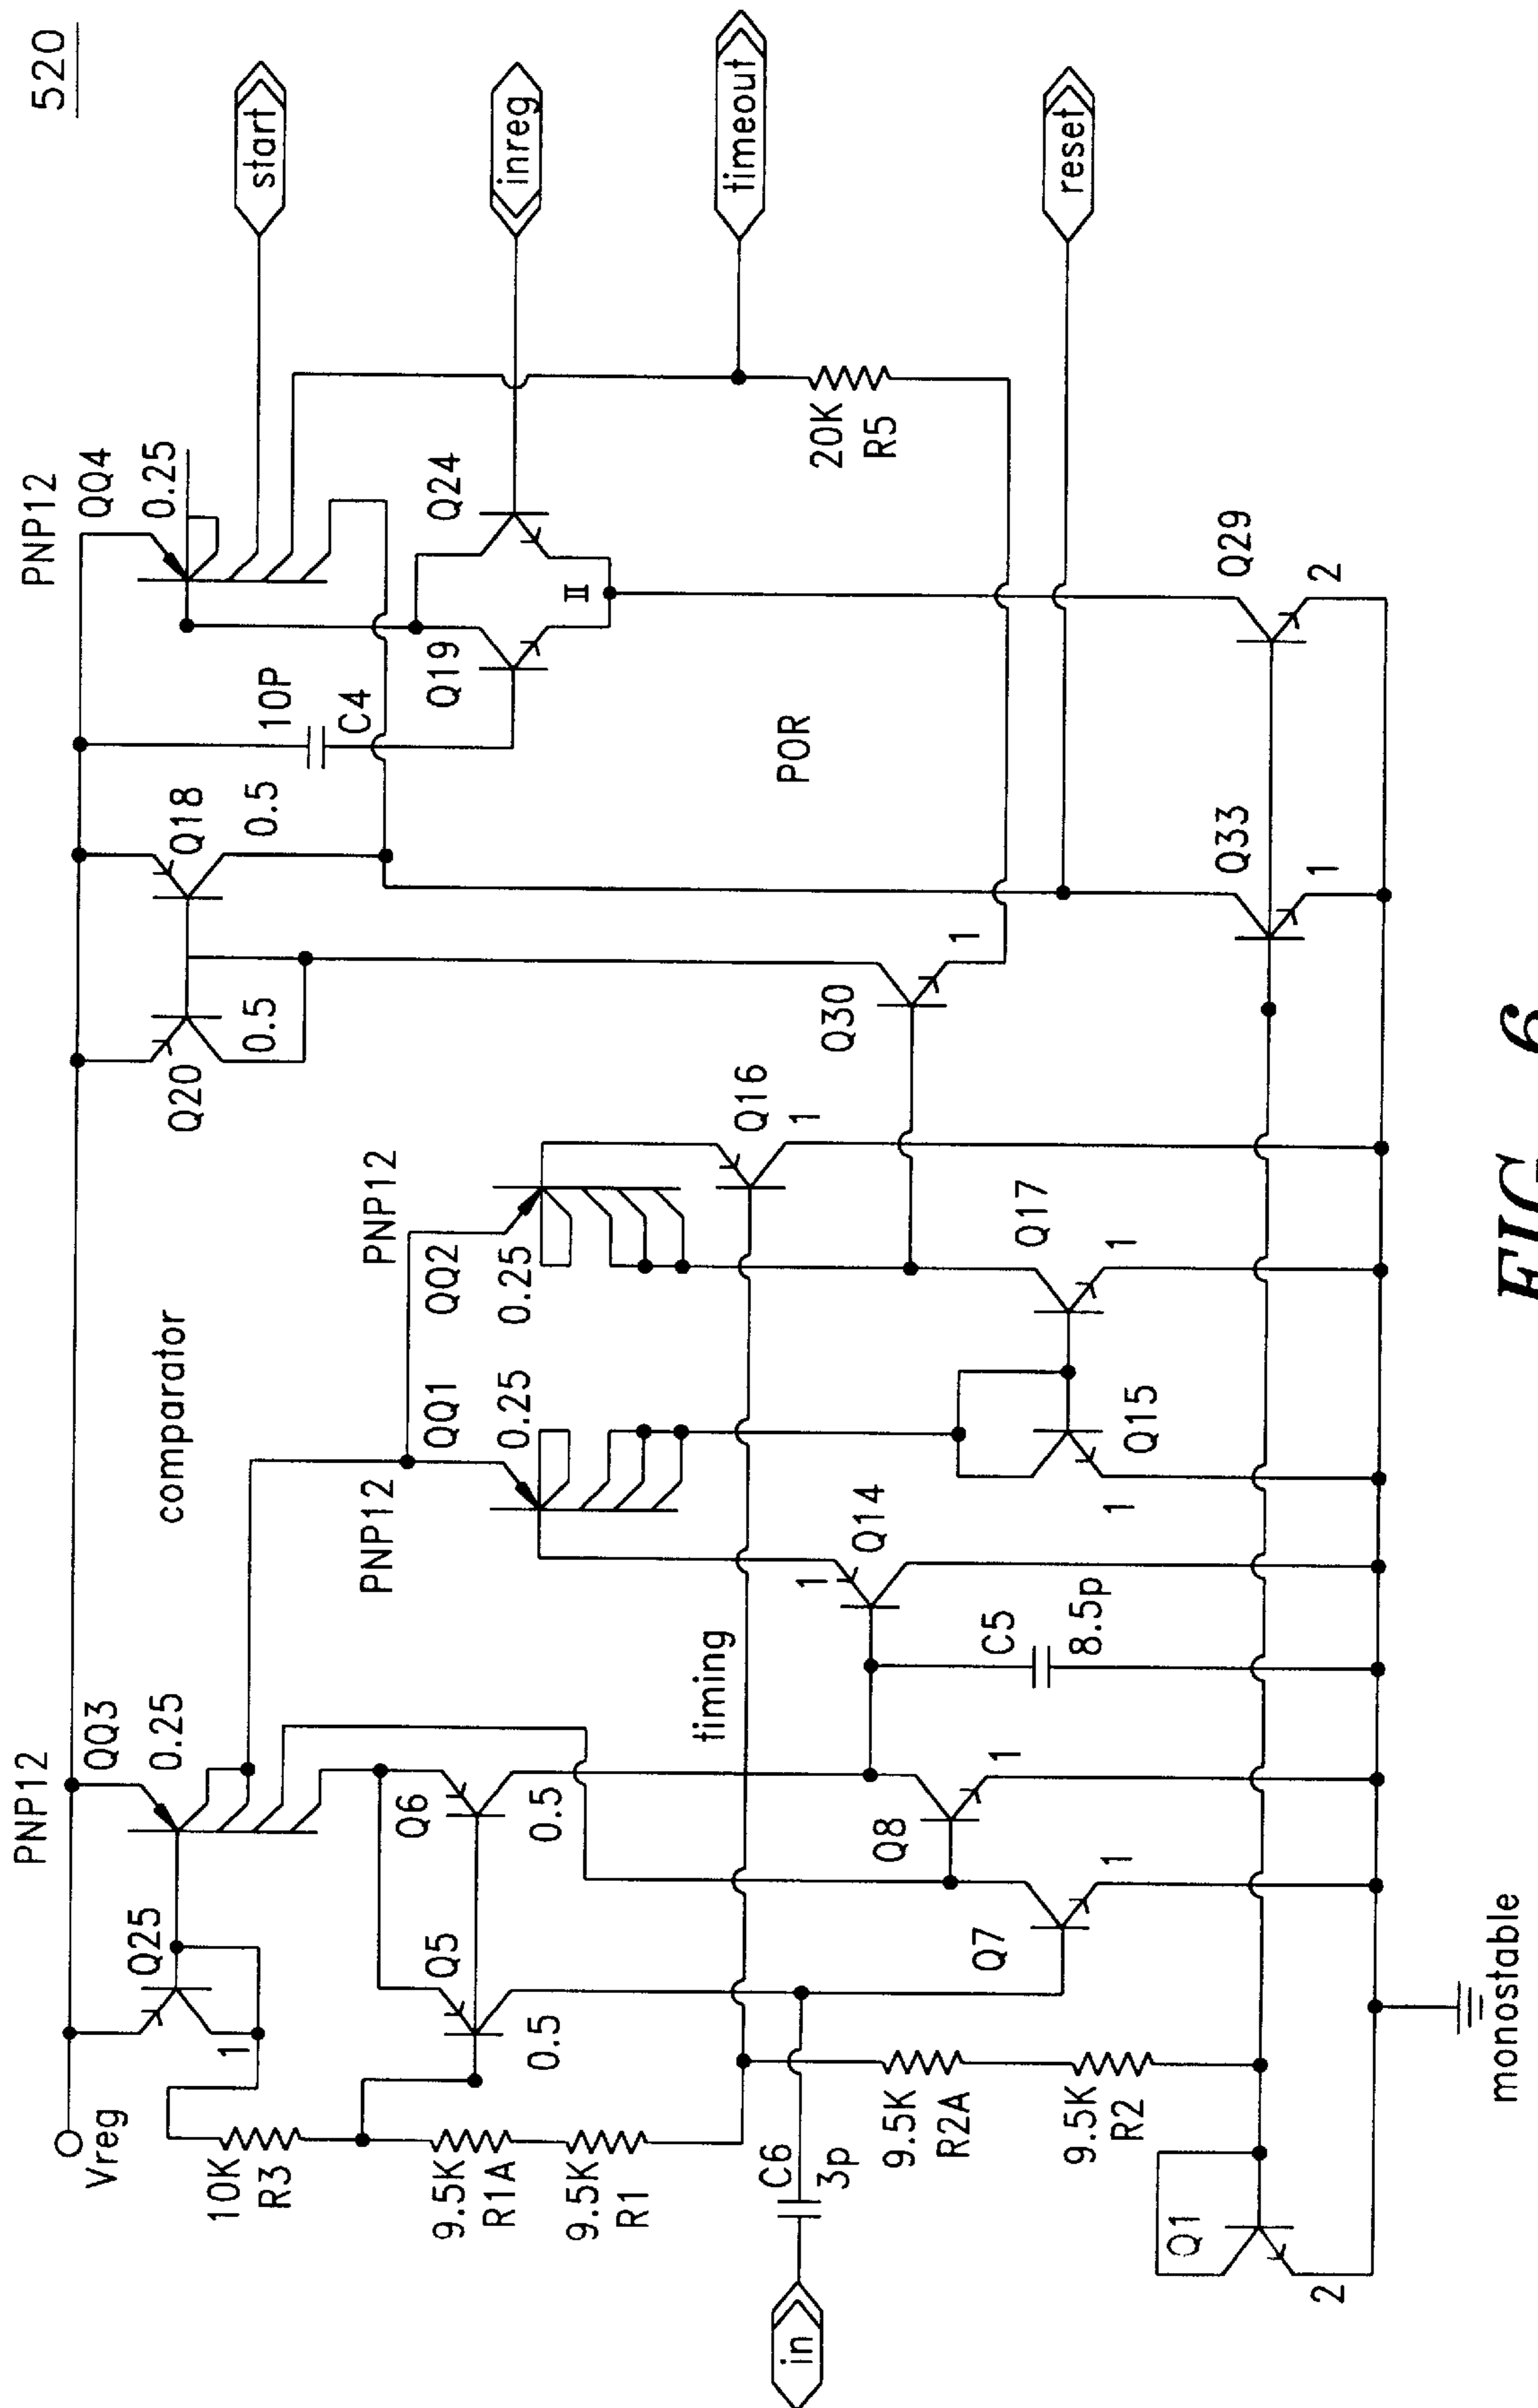 520
PNP12
QQ4
0.25
start
inreg
timeout
reset
Q24
Q19
II
20K
R5
10P
C4
Q18
0.5
Q20
0.5
POR
Q29
2
Q33
1
Q30
1
PNP12
QQ2
0.25
Q16
1
Q17
1
comparator
PNP12
QQ1
0.25
Q15
1
Q14
1
C5
8.5p
timing
PNP12
QQ3
0.25
Q25
1
Q6
0.5
Q5
0.5
Q8
1
Q7
1
Vreg
10K
R3
9.5K
R1A
9.5K
R1
C6
3p
9.5K
R2A
9.5K
R2
Q1
2
in
monostable
FIG. 6